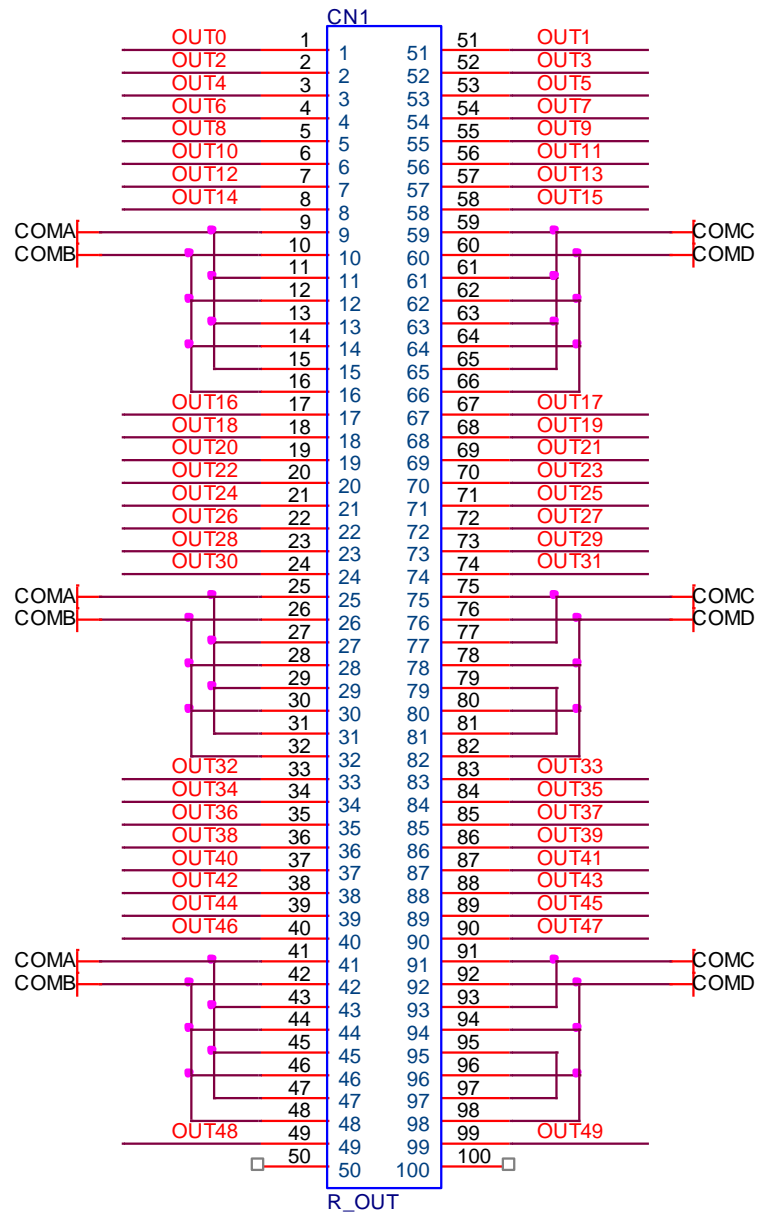 CN1
OUT0 1 1 51 51 OUT1
OUT2 2 2 52 52 OUT3
OUT4 3 3 53 53 OUT5
OUT6 4 4 54 54 OUT7
OUT8 5 5 55 55 OUT9
OUT10 6 6 56 56 OUT11
OUT12 7 7 57 57 OUT13
OUT14 8 8 58 58 OUT15
COMA 9 9 59 59 COMC
COMB 10 10 60 60 COMD
11 11 61 61
12 12 62 62
13 13 63 63
14 14 64 64
15 15 65 65
16 16 66 66
OUT16 17 17 67 67 OUT17
OUT18 18 18 68 68 OUT19
OUT20 19 19 69 69 OUT21
OUT22 20 20 70 70 OUT23
OUT24 21 21 71 71 OUT25
OUT26 22 22 72 72 OUT27
OUT28 23 23 73 73 OUT29
OUT30 24 24 74 74 OUT31
COMA 25 25 75 75 COMC
COMB 26 26 76 76 COMD
27 27 77 77
28 28 78 78
29 29 79 79
30 30 80 80
31 31 81 81
32 32 82 82
OUT32 33 33 83 83 OUT33
OUT34 34 34 84 84 OUT35
OUT36 35 35 85 85 OUT37
OUT38 36 36 86 86 OUT39
OUT40 37 37 87 87 OUT41
OUT42 38 38 88 88 OUT43
OUT44 39 39 89 89 OUT45
OUT46 40 40 90 90 OUT47
COMA 41 41 91 91 COMC
COMB 42 42 92 92 COMD
43 43 93 93
44 44 94 94
45 45 95 95
46 46 96 96
47 47 97 97
48 48 98 98
OUT48 49 49 99 99 OUT49
50 50 100 100
R_OUT